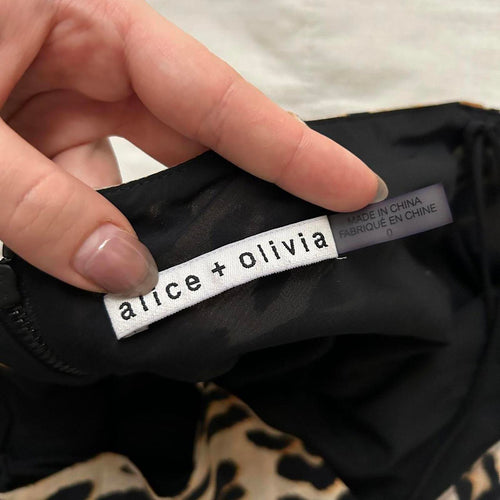 alice + olivia
MADE IN CHINA
FABRIQUÉ EN CHINE
0